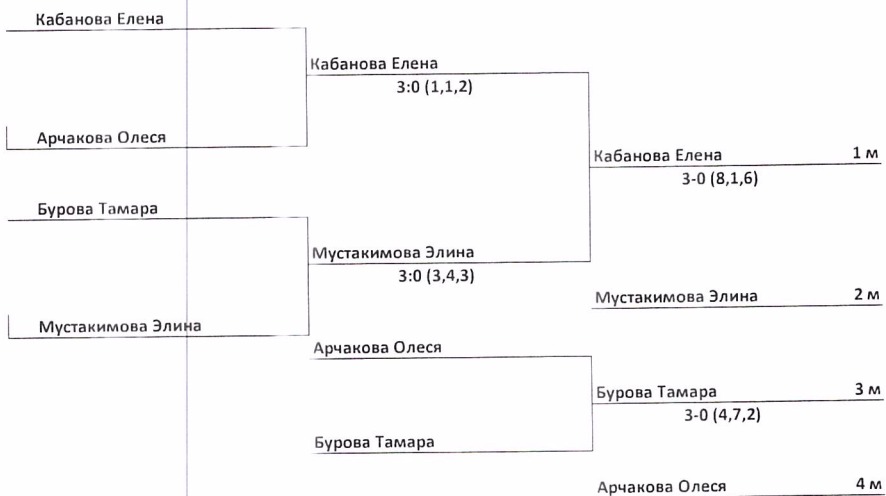 Кабанова Елена
Кабанова Елена
3:0 (1,1,2)
Арчакова Олеся
Кабанова Елена 1 м
3-0 (8,1,6)
Бурова Тамара
Мустакимова Элина
3:0 (3,4,3)
Мустакимова Элина 2 м
Мустакимова Элина
Арчакова Олеся
Бурова Тамара 3 м
3-0 (4,7,2)
Бурова Тамара
Арчакова Олеся 4 м